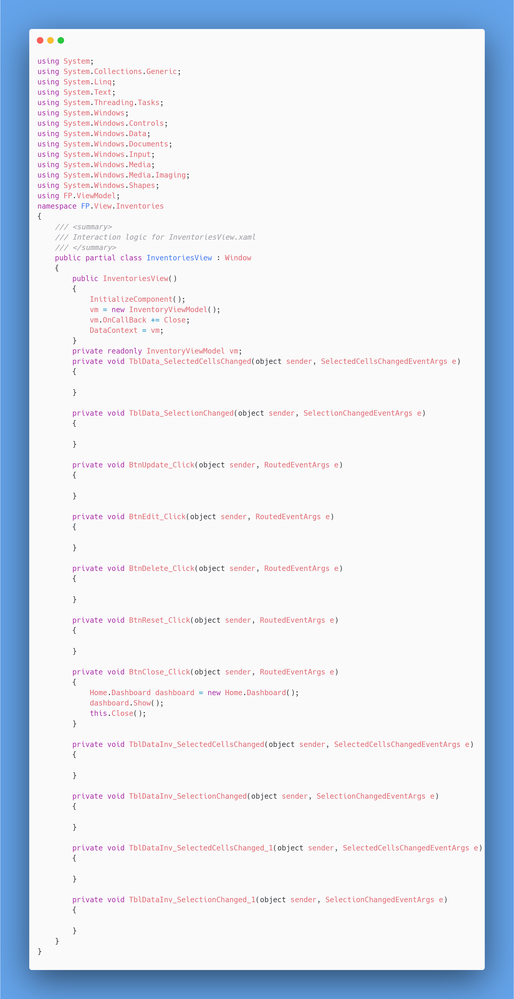 using System;
using System.Collections.Generic;
using System.Linq;
using System.Text;
using System.Threading.Tasks;
using System.Windows;
using System.Windows.Controls;
using System.Windows.Data;
using System.Windows.Documents;
using System.Windows.Input;
using System.Windows.Media;
using System.Windows.Media.Imaging;
using System.Windows.Shapes;
using FP.ViewModel;
namespace FP.View.Inventories
{
    /// <summary>
    /// Interaction logic for InventoriesView.xaml
    /// </summary>
    public partial class InventoriesView : Window
    {
        public InventoriesView()
        {
            InitializeComponent();
            vm = new InventoryViewModel();
            vm.OnCallBack += Close;
            DataContext = vm;
        }
        private readonly InventoryViewModel vm;
        private void TblData_SelectedCellsChanged(object sender, SelectedCellsChangedEventArgs e)
        {

        }

        private void TblData_SelectionChanged(object sender, SelectionChangedEventArgs e)
        {

        }

        private void BtnUpdate_Click(object sender, RoutedEventArgs e)
        {

        }

        private void BtnEdit_Click(object sender, RoutedEventArgs e)
        {

        }

        private void BtnDelete_Click(object sender, RoutedEventArgs e)
        {

        }

        private void BtnReset_Click(object sender, RoutedEventArgs e)
        {

        }

        private void BtnClose_Click(object sender, RoutedEventArgs e)
        {
            Home.Dashboard dashboard = new Home.Dashboard();
            dashboard.Show();
            this.Close();
        }

        private void TblDataInv_SelectedCellsChanged(object sender, SelectedCellsChangedEventArgs e)
        {

        }

        private void TblDataInv_SelectionChanged(object sender, SelectionChangedEventArgs e)
        {

        }

        private void TblDataInv_SelectedCellsChanged_1(object sender, SelectedCellsChangedEventArgs e)
        {

        }

        private void TblDataInv_SelectionChanged_1(object sender, SelectionChangedEventArgs e)
        {

        }
    }
}